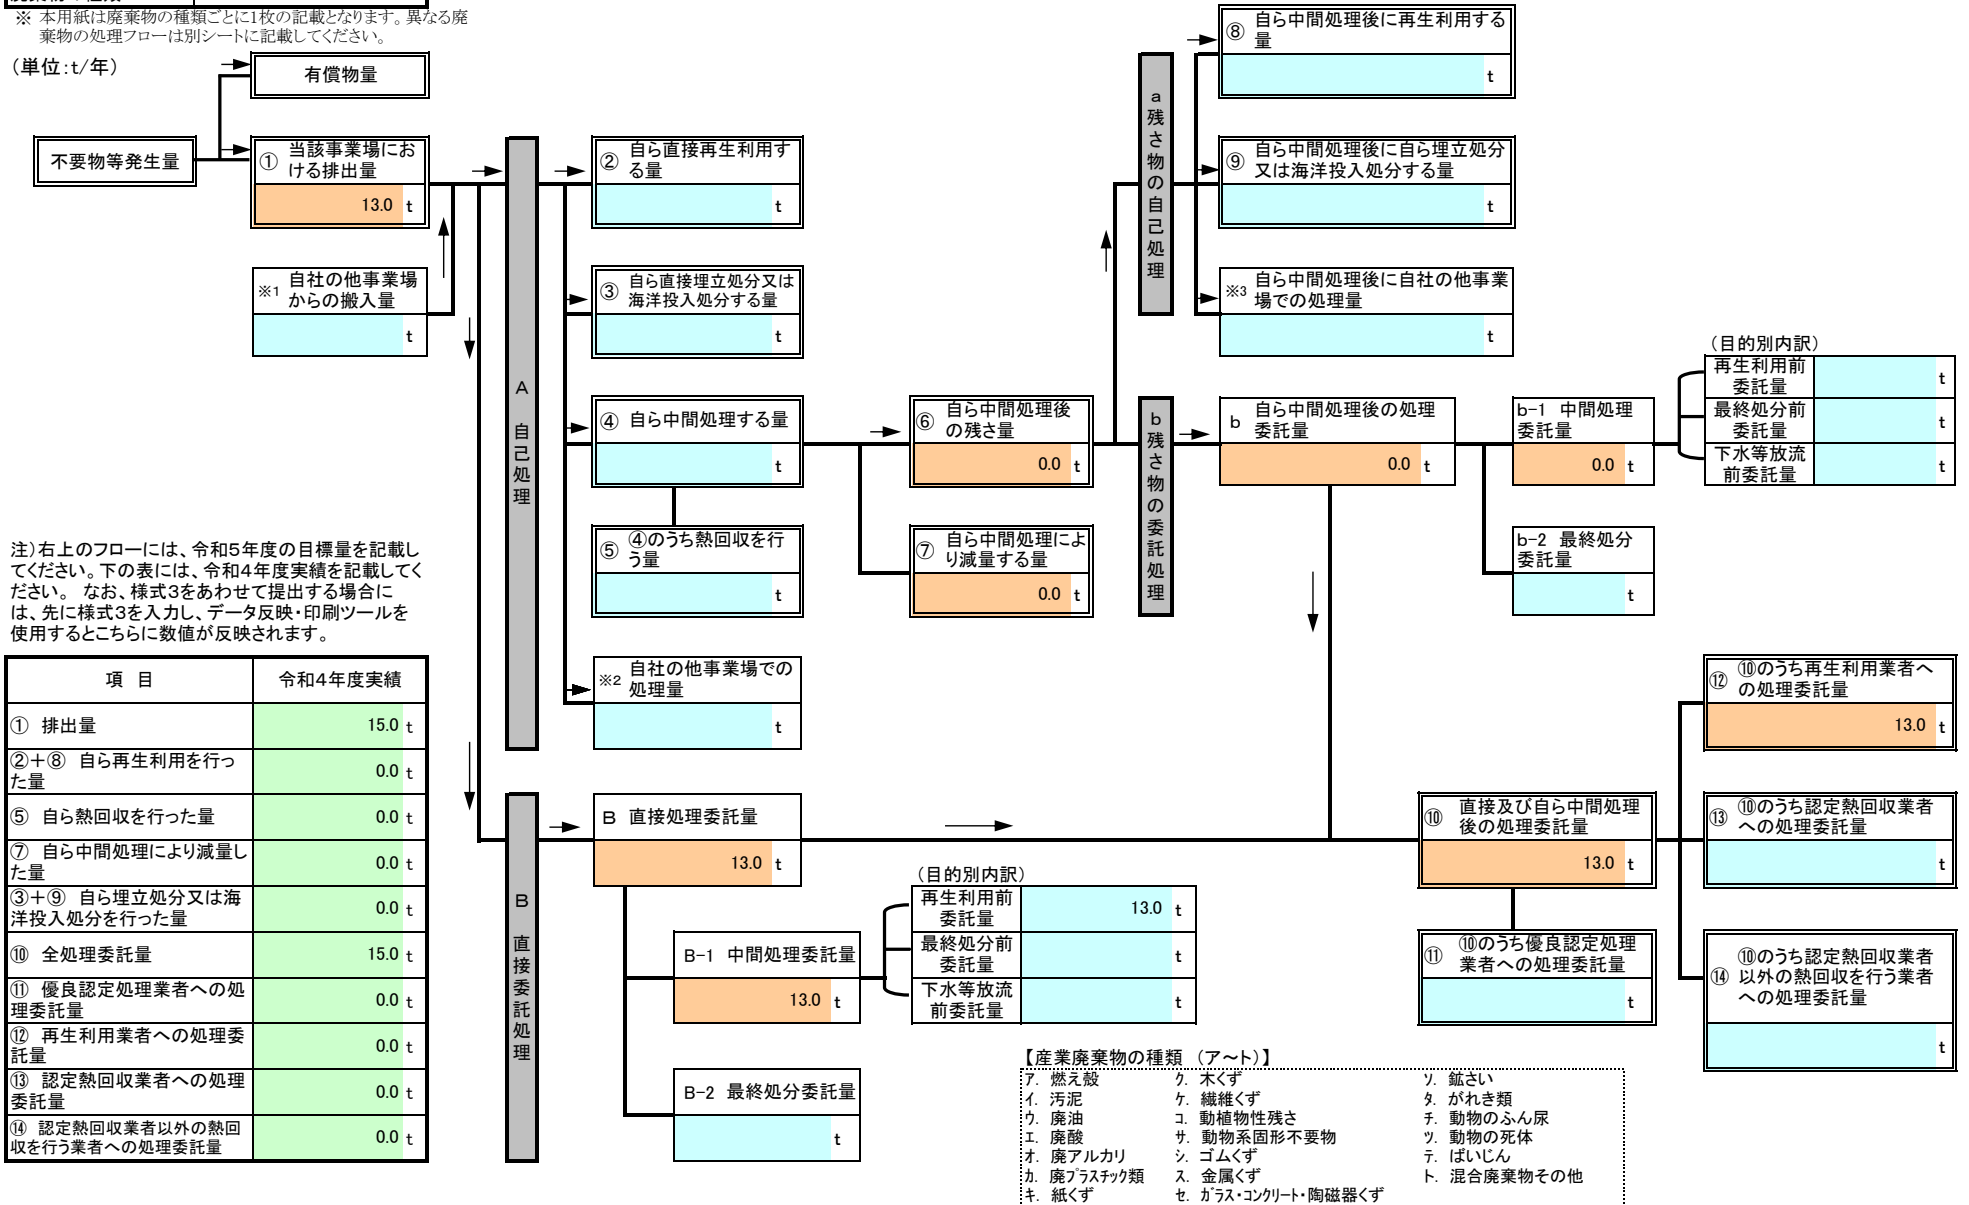 ※ 本用紙は廃棄物の種類ごとに1枚の記載となります。異なる廃
棄物の処理フローは別シートに記載してください。
(単位:t/年)
有償物量
不要物等発生量
① 当該事業場にお
ける排出量
13.0 t
※1 自社の他事業場
からの搬入量
t
A 自己処理
② 自ら直接再生利用す
る量
t
③ 自ら直接埋立処分又は
海洋投入処分する量
t
④ 自ら中間処理する量
t
⑤ ④のうち熱回収を行
う量
t
※2 自社の他事業場での
処理量
t
⑥ 自ら中間処理後
の残さ量
0.0 t
⑦ 自ら中間処理によ
り減量する量
0.0 t
a 残さ物の自己処理
⑧ 自ら中間処理後に再生利用する
量
t
⑨ 自ら中間処理後に自ら埋立処分
又は海洋投入処分する量
t
※3 自ら中間処理後に自社の他事業
場での処理量
t
b 残さ物の委託処理
b 自ら中間処理後の処理
委託量
0.0 t
b-1 中間処理
委託量
0.0 t
b-2 最終処分
委託量
t
(目的別内訳)
再生利用前
委託量
t
最終処分前
委託量
t
下水等放流
前委託量
t
注)右上のフローには、令和5年度の目標量を記載し
てください。下の表には、令和4年度実績を記載してく
ださい。 なお、様式3をあわせて提出する場合に
は、先に様式3を入力し、データ反映・印刷ツールを
使用するとこちらに数値が反映されます。
項 目 令和4年度実績
① 排出量 15.0 t
②+⑧ 自ら再生利用を行っ
た量 0.0 t
⑤ 自ら熱回収を行った量 0.0 t
⑦ 自ら中間処理により減量し
た量 0.0 t
③+⑨ 自ら埋立処分又は海
洋投入処分を行った量 0.0 t
⑩ 全処理委託量 15.0 t
⑪ 優良認定処理業者への処
理委託量 0.0 t
⑫ 再生利用業者への処理委
託量 0.0 t
⑬ 認定熱回収業者への処理
委託量 0.0 t
⑭ 認定熱回収業者以外の熱回
収を行う業者への処理委託量 0.0 t
B 直接委託処理
B 直接処理委託量
13.0 t
B-1 中間処理委託量
13.0 t
B-2 最終処分委託量
t
(目的別内訳)
再生利用前
委託量
13.0 t
最終処分前
委託量
t
下水等放流
前委託量
t
⑩ 直接及び自ら中間処理
後の処理委託量
13.0 t
⑪ ⑩のうち優良認定処理
業者への処理委託量
t
⑫ ⑩のうち再生利用業者へ
の処理委託量
13.0 t
⑬ ⑩のうち認定熱回収業者
への処理委託量
t
⑭ ⑩のうち認定熱回収業者
以外の熱回収を行う業者
への処理委託量
t
【産業廃棄物の種類 (ア~ト)】
ア. 燃え殻
イ. 汚泥
ウ. 廃油
エ. 廃酸
オ. 廃アルカリ
カ. 廃プラスチック類
キ. 紙くず
ク. 木くず
ケ. 繊維くず
コ. 動植物性残さ
サ. 動物系固形不要物
シ. ゴムくず
ス. 金属くず
セ. ガラス・コンクリート・陶磁器くず
ソ. 鉱さい
タ. がれき類
チ. 動物のふん尿
ツ. 動物の死体
テ. ばいじん
ト. 混合廃棄物その他